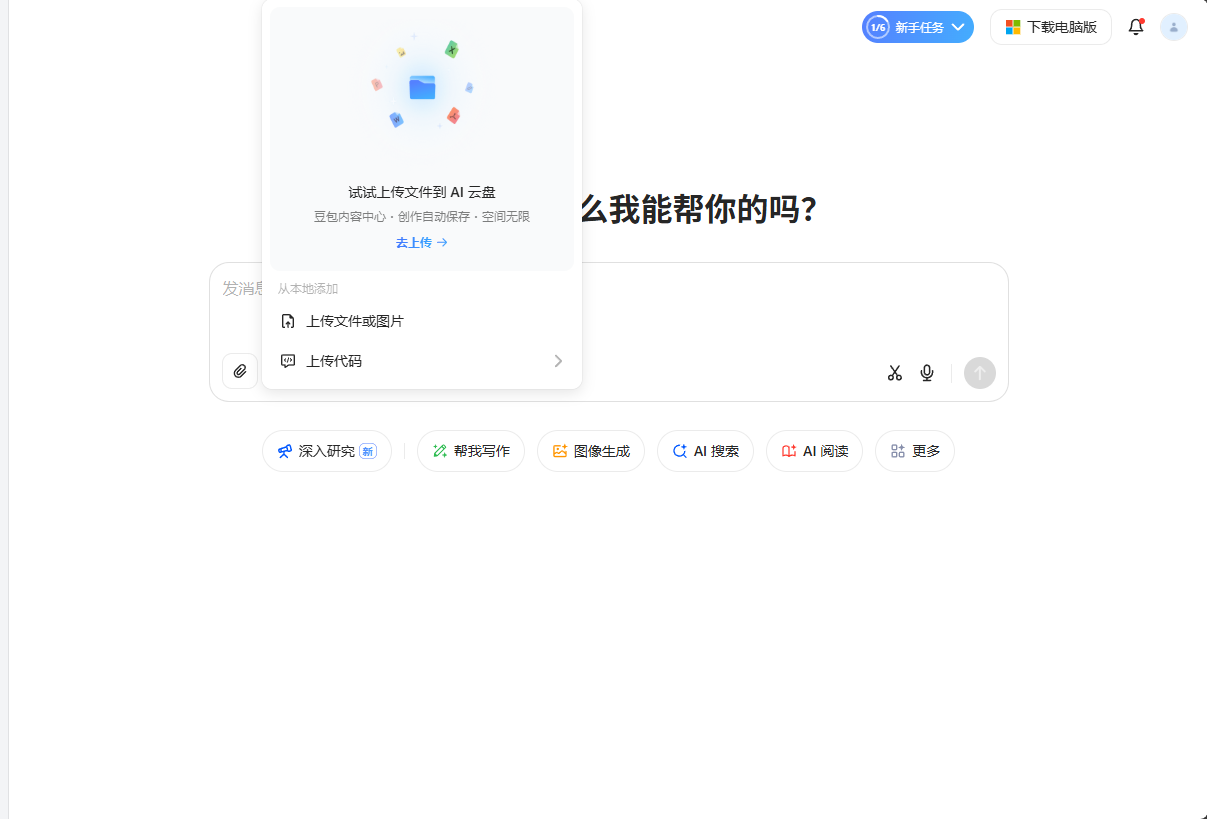 1/6 新手任务
下载电脑版
试试上传文件到 AI 云盘
豆包内容中心·创作自动保存·空间无限
去上传 →
么我能帮你的吗?
发消息
从本地添加
上传文件或图片
上传代码
深入研究 新
帮我写作
图像生成
AI 搜索
AI 阅读
更多